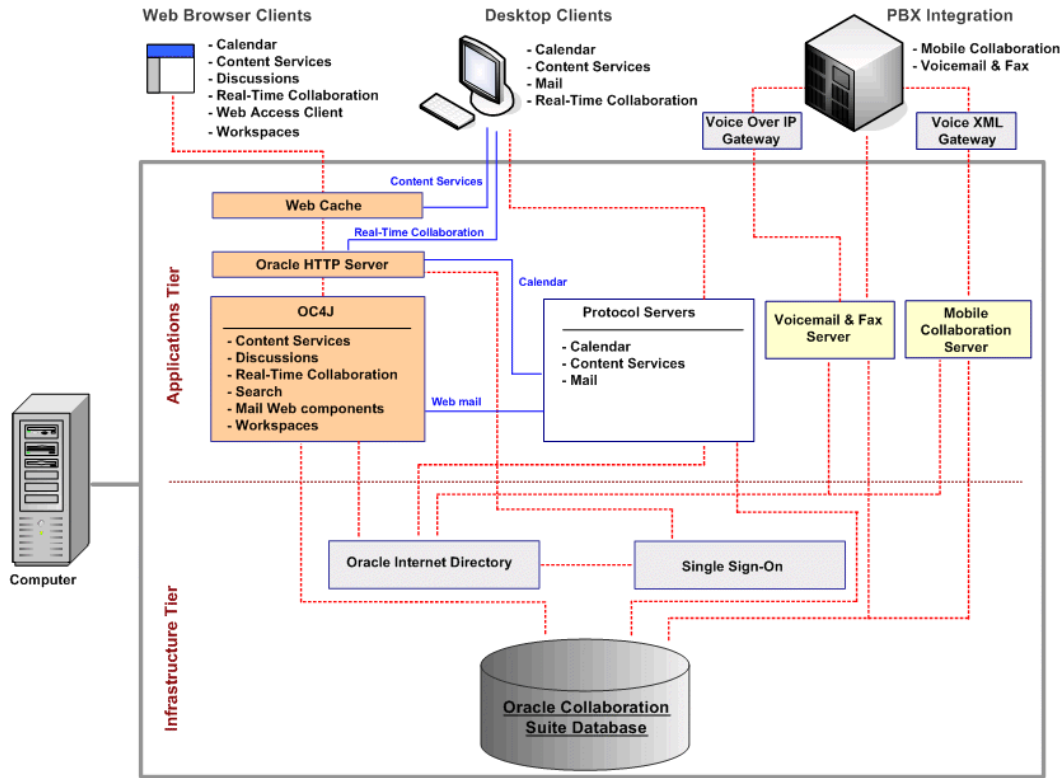 Web Browser Clients
- Calendar
- Content Services
- Discussions
- Real-Time Collaboration
- Web Access Client
- Workspaces
Desktop Clients
- Calendar
- Content Services
- Mail
- Real-Time Collaboration
PBX Integration
- Mobile Collaboration
- Voicemail & Fax
Voice Over IP
Gateway
Voice XML
Gateway
Applications Tier
Content Services
Web Cache
Real-Time Collaboration
Oracle HTTP Server
Calendar
OC4J
- Content Services
- Discussions
- Real-Time Collaboration
- Search
- Mail Web components
- Workspaces
Web mail
Protocol Servers
- Calendar
- Content Services
- Mail
Voicemail & Fax
Server
Mobile
Collaboration
Server
Computer
Infrastructure Tier
Oracle Internet Directory
Single Sign-On
Oracle Collaboration
Suite Database